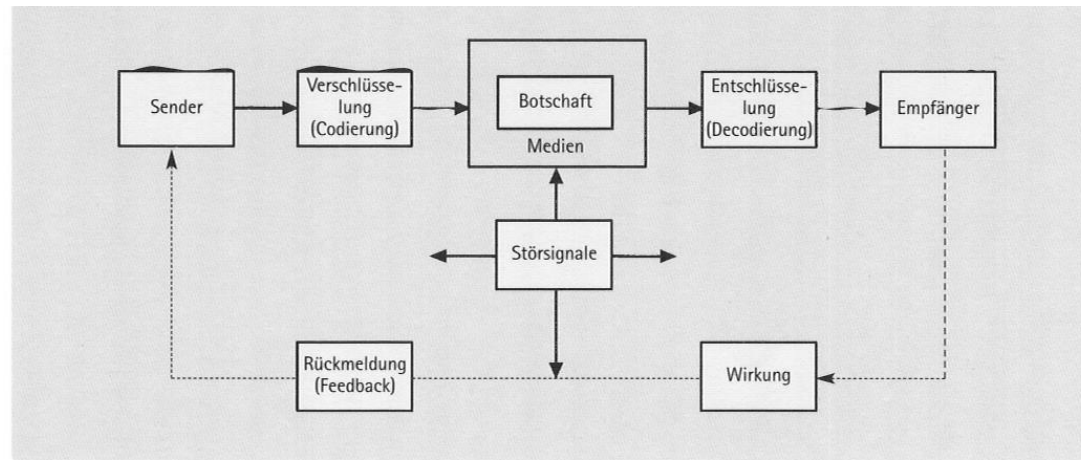 Sender
Verschlüsse-
lung
(Codierung)
Botschaft
Medien
Entschlüsse-
lung
(Decodierung)
Empfänger
Störsignale
Rückmeldung
(Feedback)
Wirkung